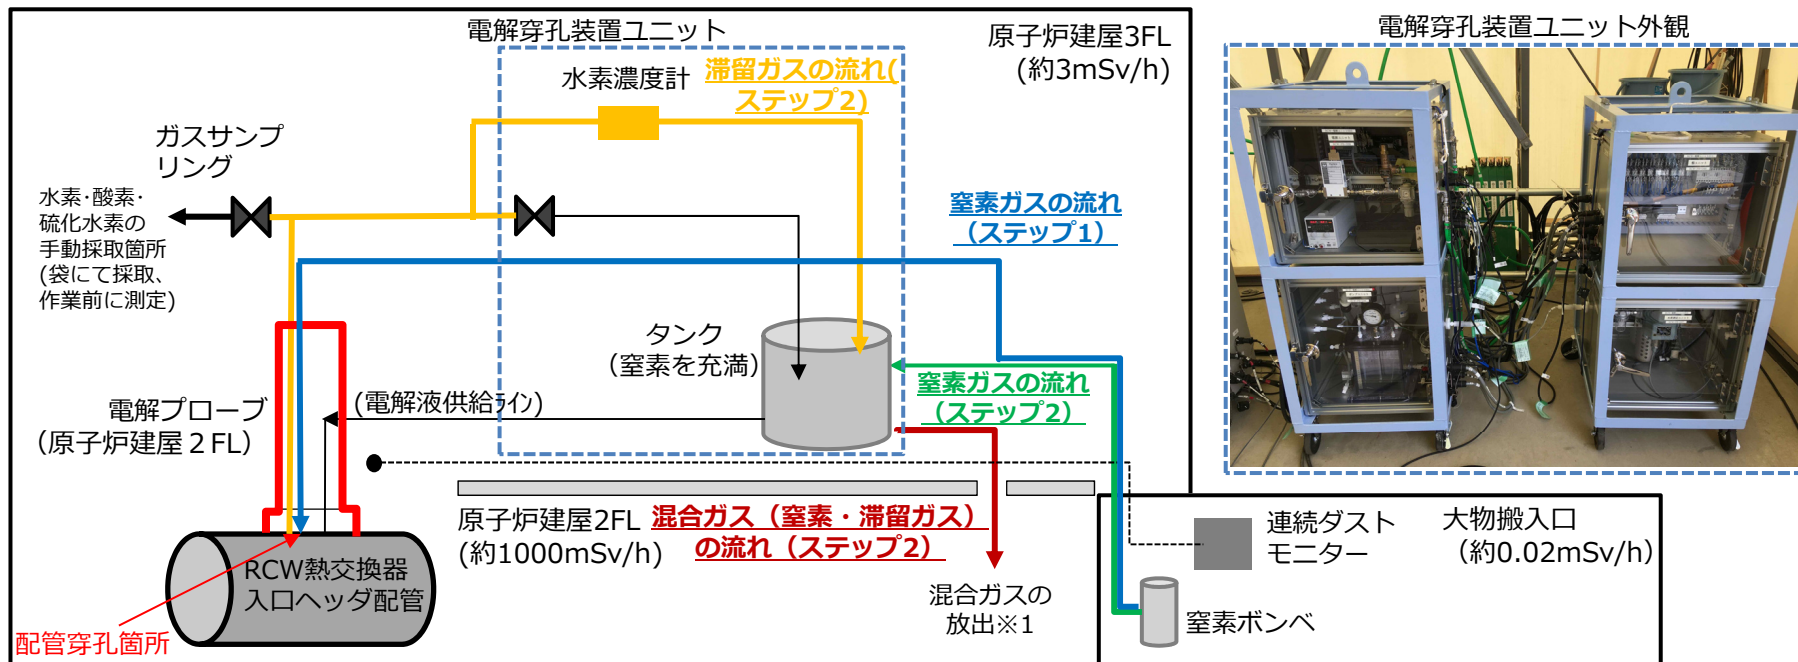 電解穿孔装置ユニット
原子炉建屋3FL
(約3mSv/h)
水素濃度計
滞留ガスの流れ(
ステップ2)
ガスサンプ
リング
水素・酸素・
硫化水素の
手動採取箇所
(袋にて採取、
作業前に測定)
窒素ガスの流れ
（ステップ1）
タンク
（窒素を充満）
窒素ガスの流れ
（ステップ2）
電解プローブ
（原子炉建屋２FL）
(電解液供給ﾗｲﾝ)
原子炉建屋2FL
(約1000mSv/h)
混合ガス（窒素・滞留ガス）
の流れ（ステップ2）
RCW熱交換器
入口ヘッダ配管
配管穿孔箇所
混合ガスの
放出※1
連続ダスト
モニター
大物搬入口
（約0.02mSv/h）
窒素ボンベ
電解穿孔装置ユニット外観